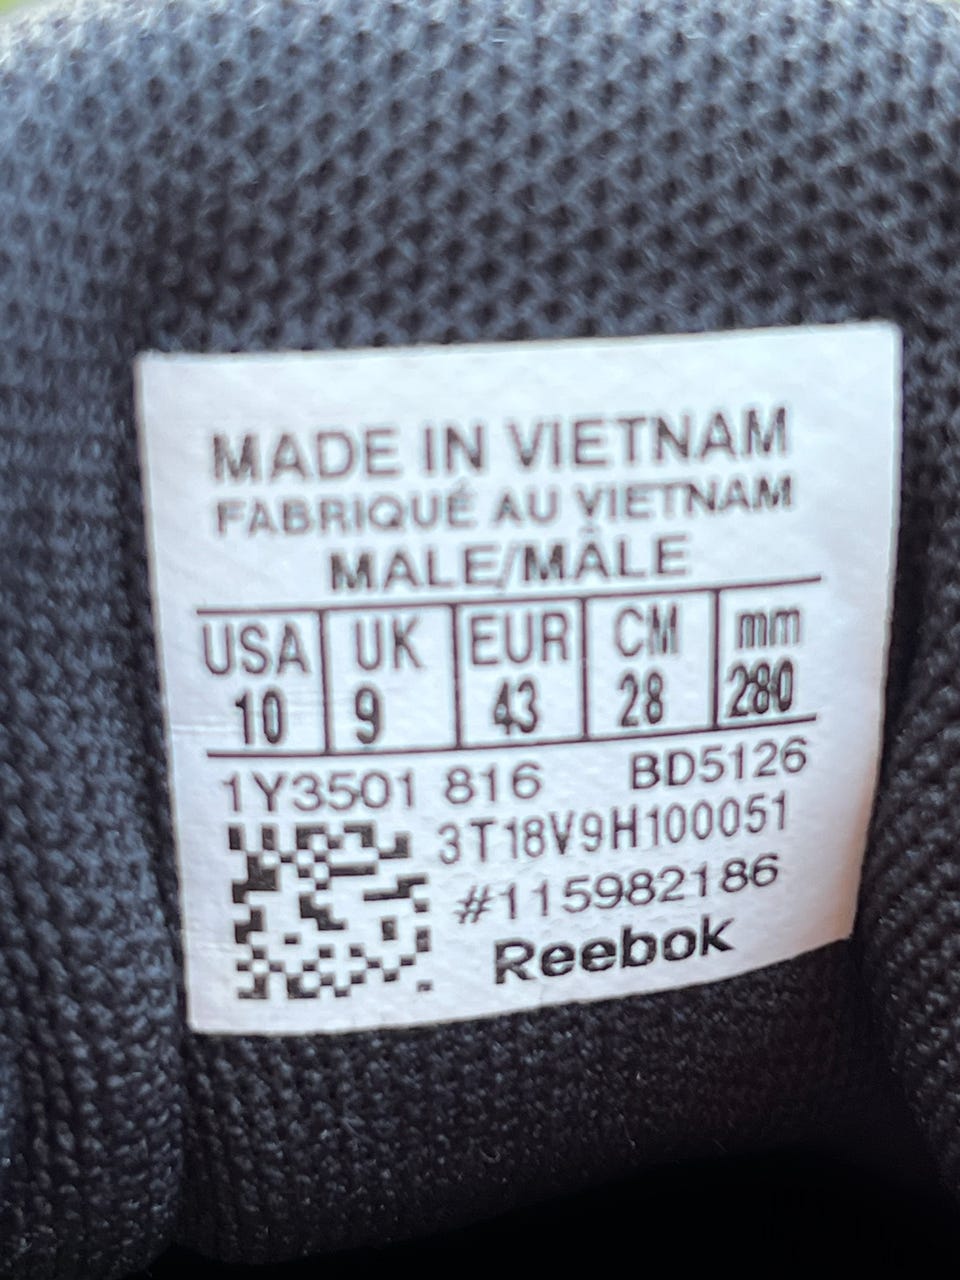 MADE IN VIETNAM
FABRIQUÉ AU VIETNAM
MALE/MÂLE
USA UK EUR CM mm
10 9 43 28 280
1Y3501 816 BD5126
3T18V9H100051
#115982186
Reebok